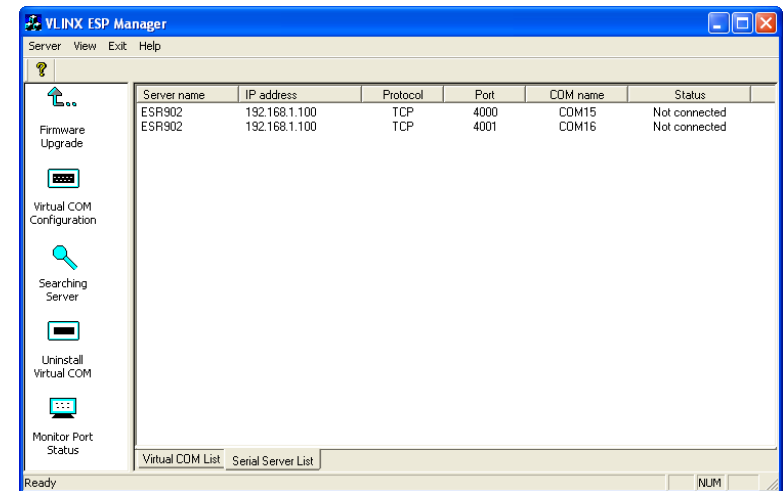 VLINX ESP Manager
Server View Exit Help
Server name IP address Protocol Port COM name Status
ESR902 192.168.1.100 TCP 4000 COM15 Not connected
ESR902 192.168.1.100 TCP 4001 COM16 Not connected
Firmware
Upgrade
Virtual COM
Configuration
Searching
Server
Uninstall
Virtual COM
Monitor Port
Status
Virtual COM List Serial Server List
Ready NUM